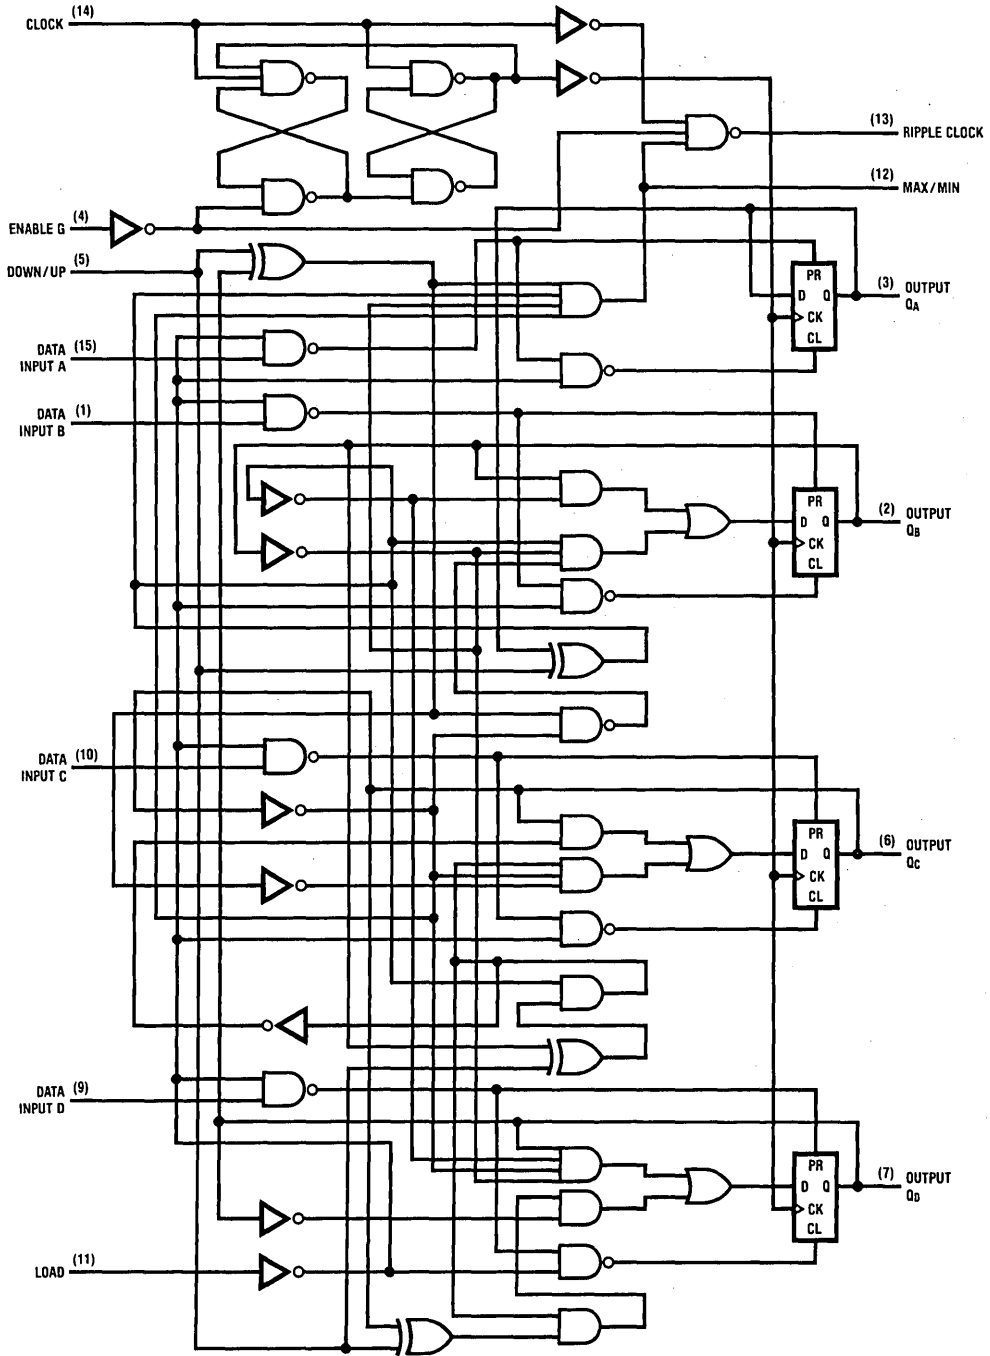 CLOCK (14)
(13) RIPPLE CLOCK
(12) MAX/MIN
ENABLE G (4)
DOWN/UP (5)
PR
D Q
CK
CL
(3) OUTPUT
QA
DATA (15)
INPUT A
DATA (1)
INPUT B
PR
D Q
CK
CL
(2) OUTPUT
QB
DATA (10)
INPUT C
PR
D Q
CK
CL
(6) OUTPUT
QC
DATA (9)
INPUT D
PR
D Q
CK
CL
(7) OUTPUT
QD
LOAD (11)